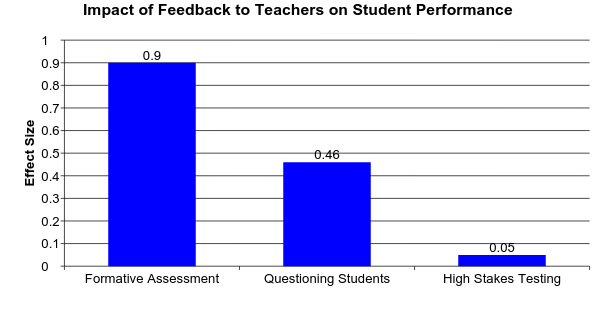 Impact of Feedback to Teachers on Student Performance
1
0.9
0.8
0.7
0.6
0.5
0.4
0.3
0.2
0.1
0
Effect Size
0.9
0.46
0.05
Formative Assessment
Questioning Students
High Stakes Testing